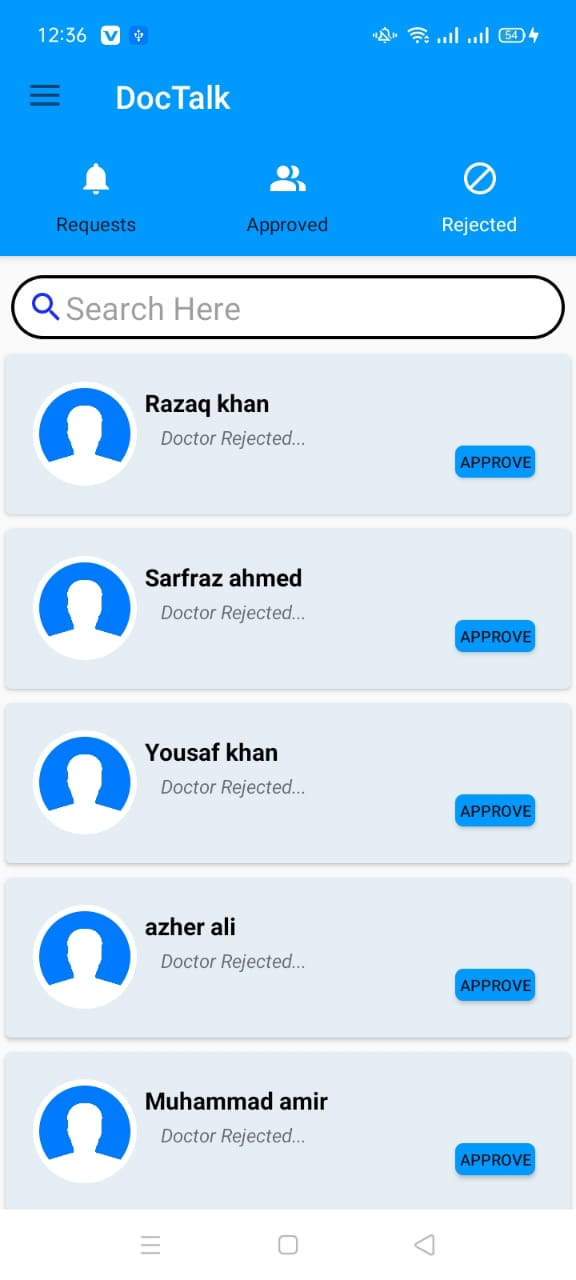 12:36
54
DocTalk
Requests Approved Rejected
Search Here
Razaq khan
Doctor Rejected...
APPROVE
Sarfraz ahmed
Doctor Rejected...
APPROVE
Yousaf khan
Doctor Rejected...
APPROVE
azher ali
Doctor Rejected...
APPROVE
Muhammad amir
Doctor Rejected...
APPROVE